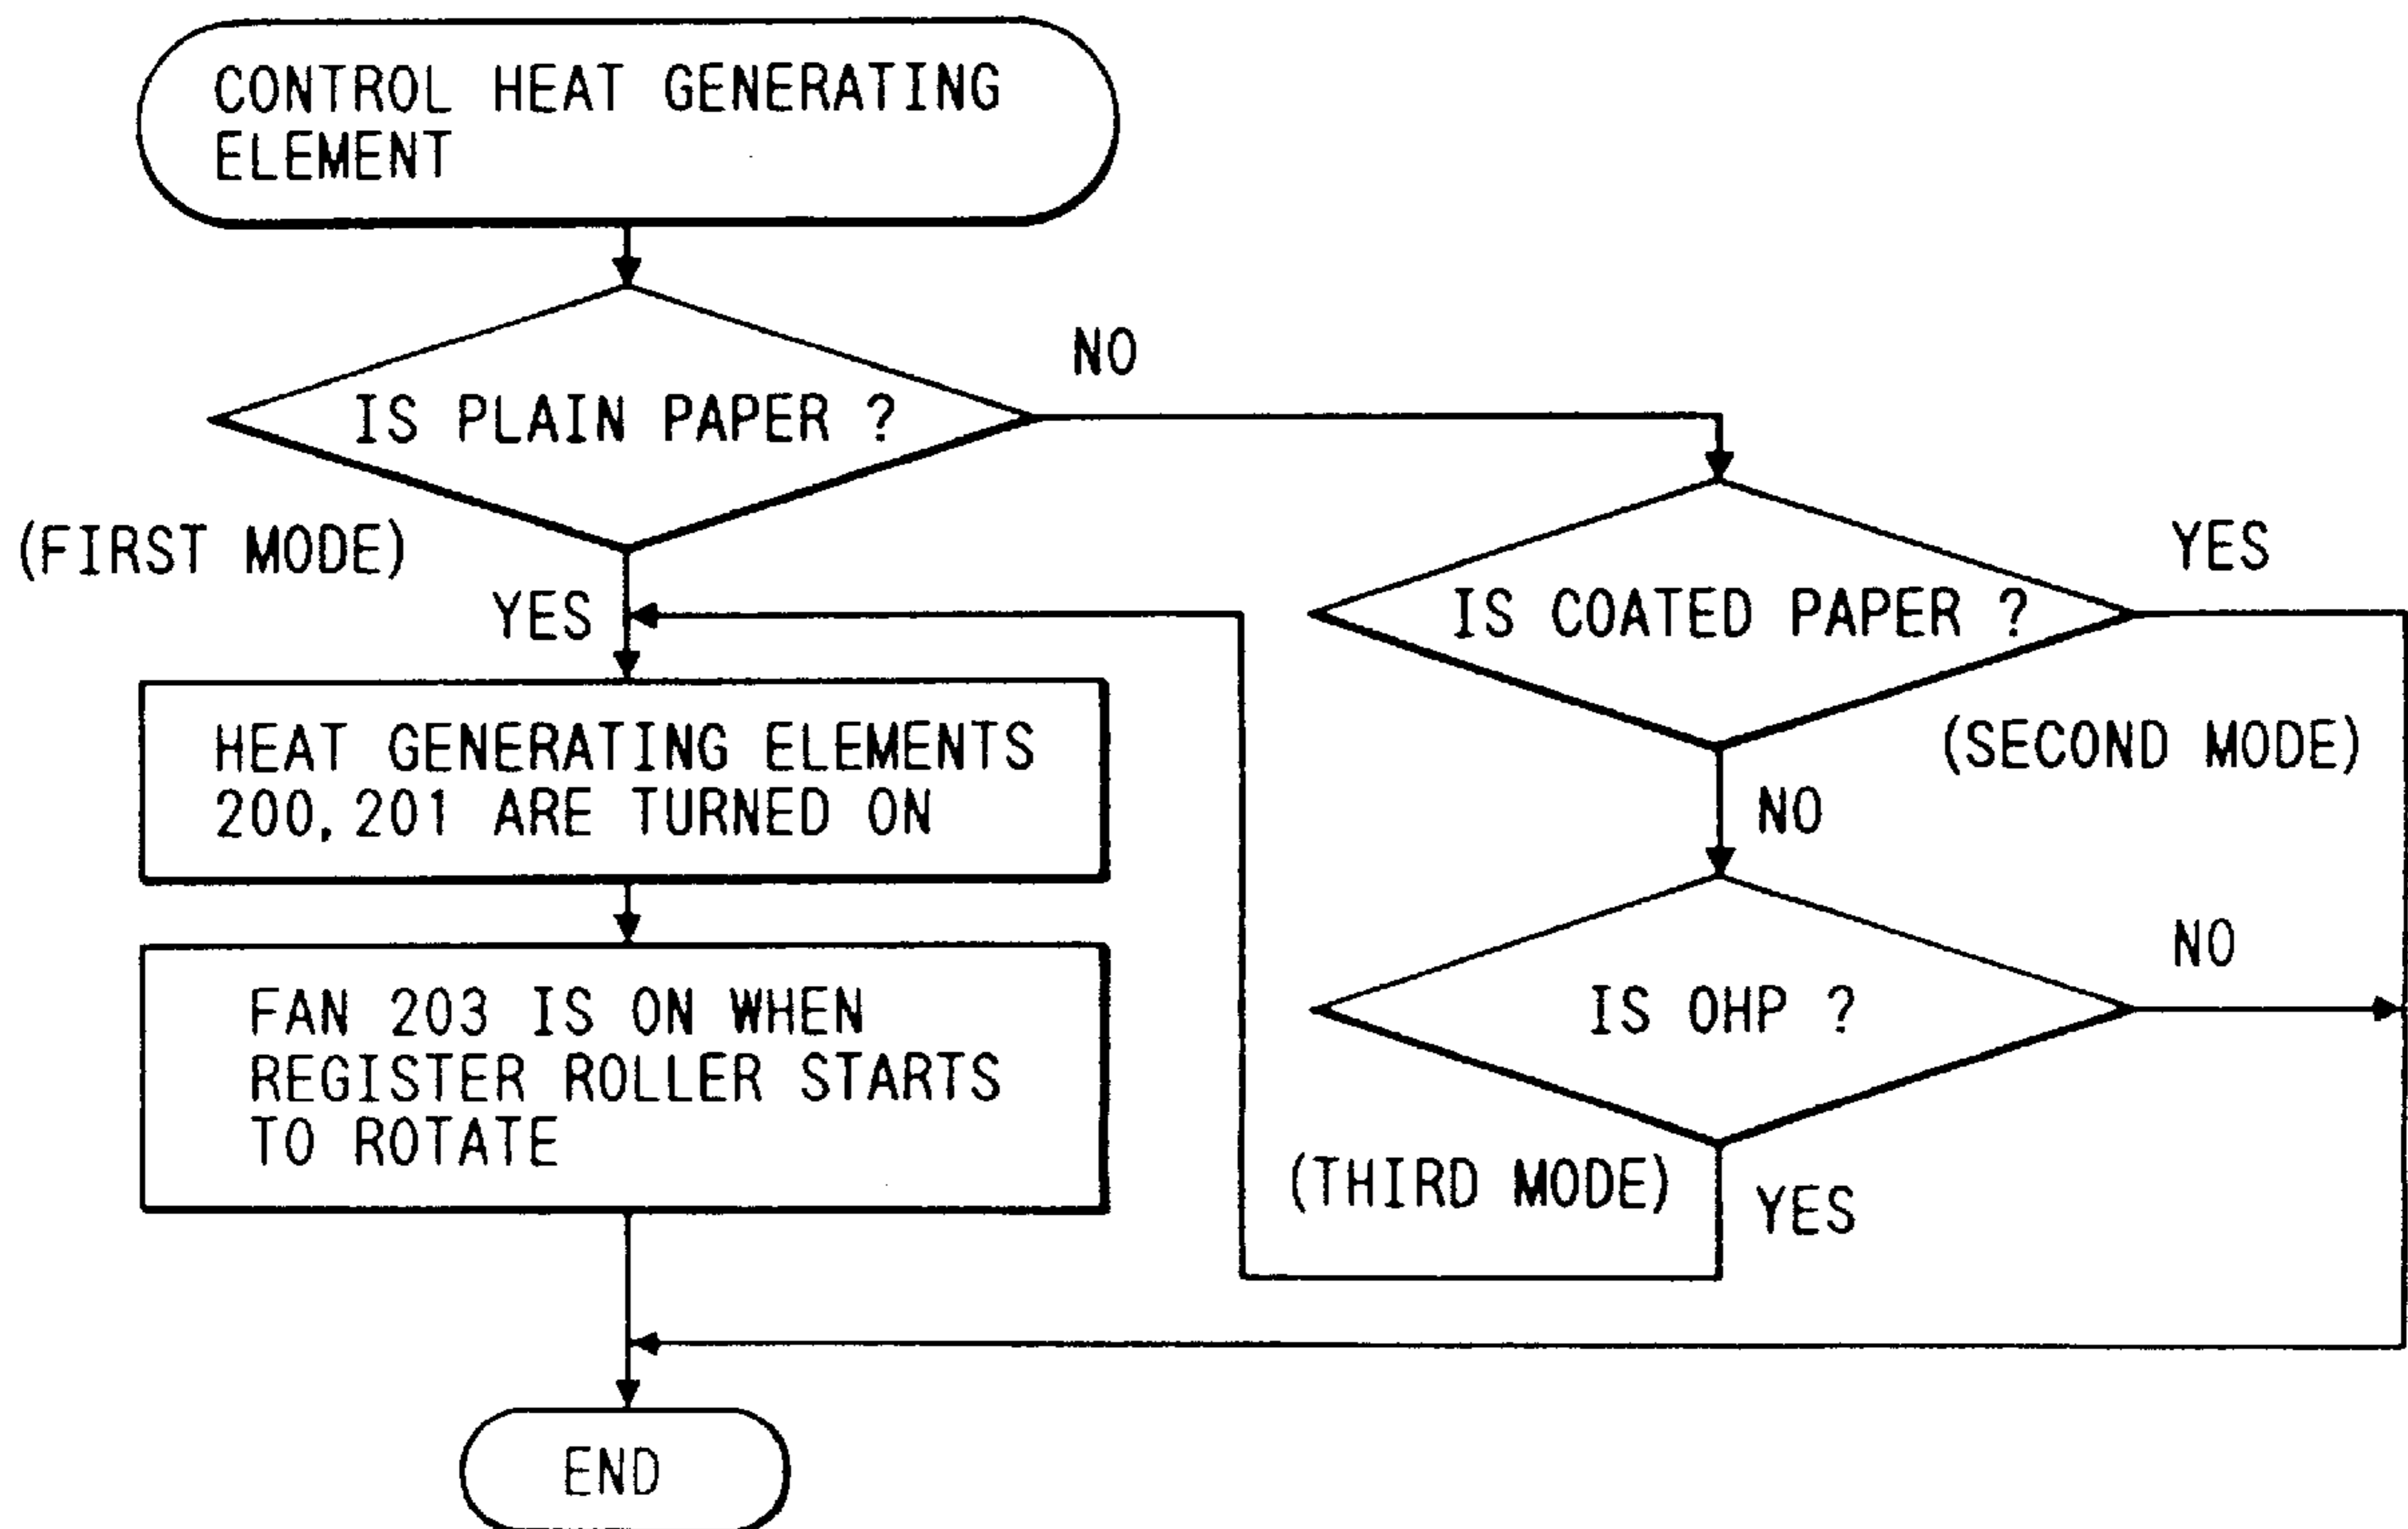 CONTROL HEAT GENERATING
ELEMENT
IS PLAIN PAPER ?
NO
(FIRST MODE)
YES
HEAT GENERATING ELEMENTS
200, 201 ARE TURNED ON
FAN 203 IS ON WHEN
REGISTER ROLLER STARTS
TO ROTATE
IS COATED PAPER ?
YES
(SECOND MODE)
NO
IS OHP ?
NO
(THIRD MODE)
YES
END